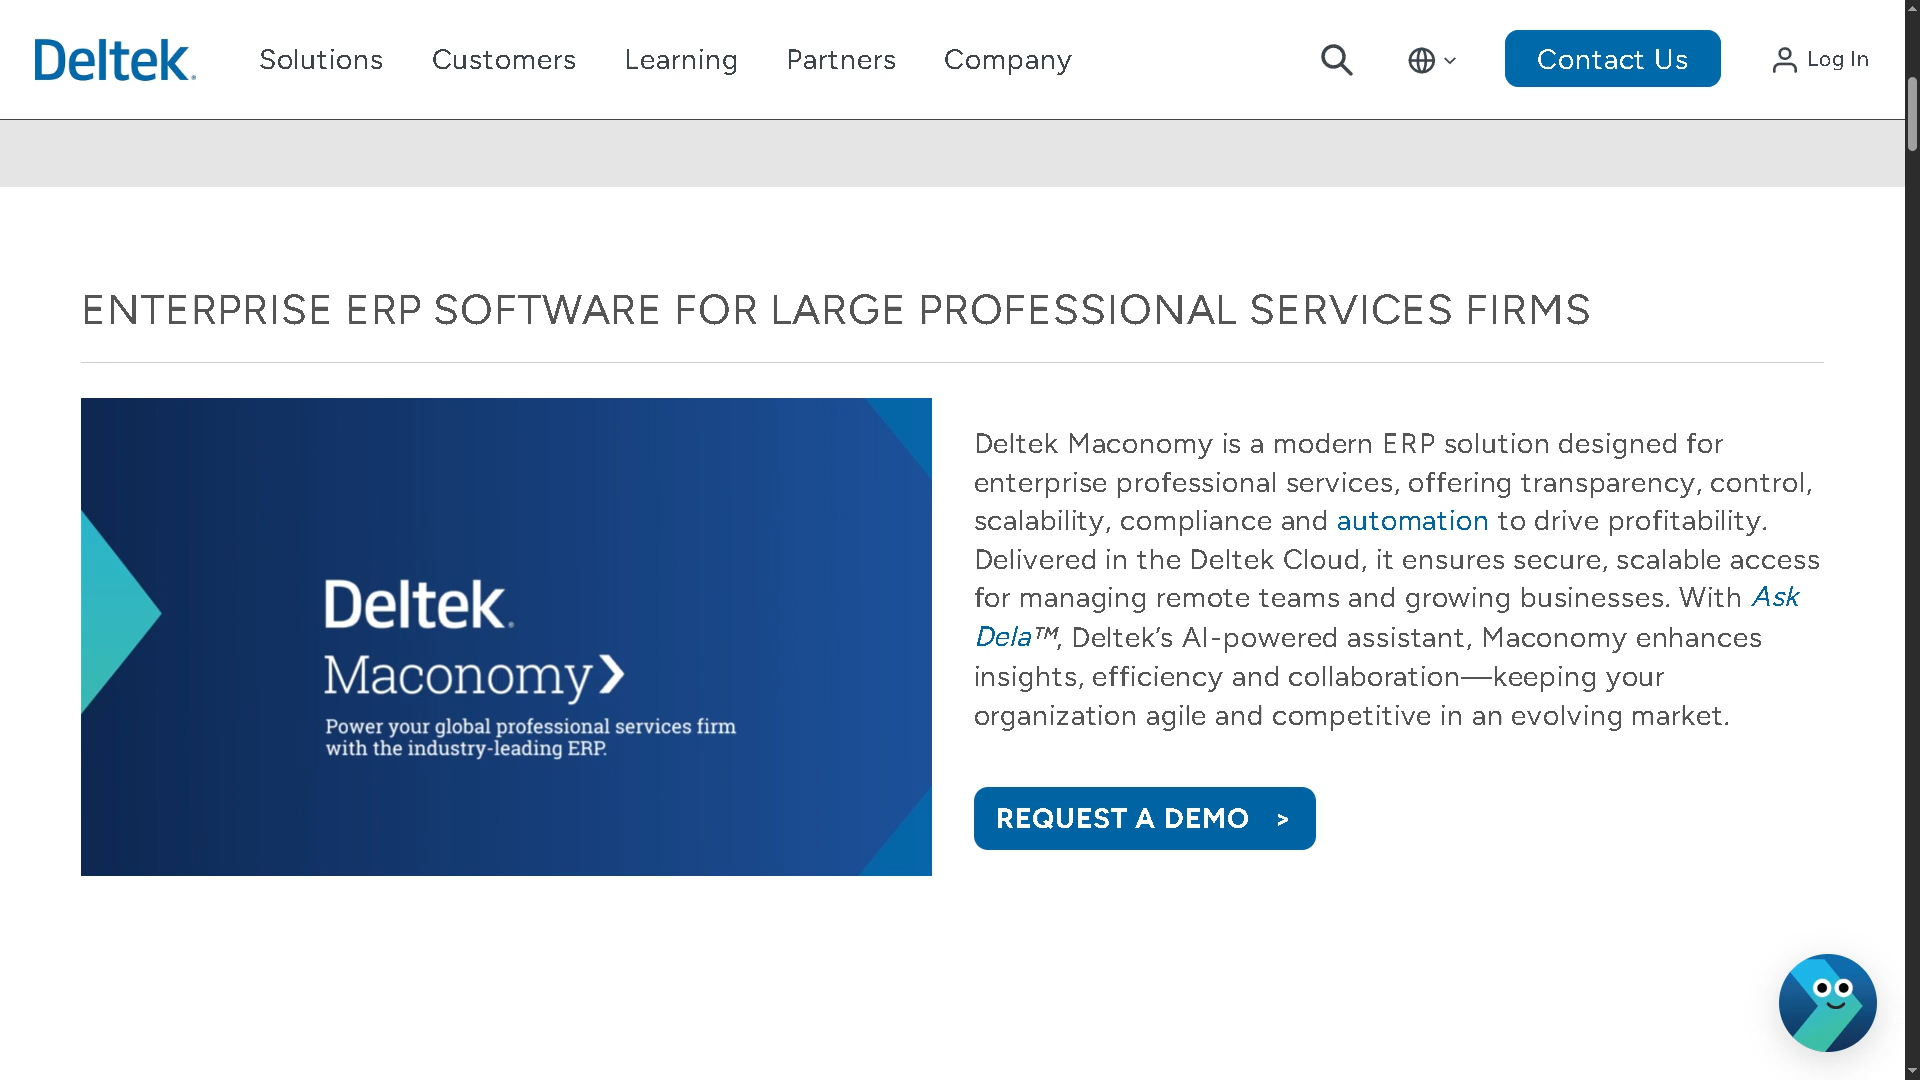 Deltek.
Solutions
Customers
Learning
Partners
Company
Contact Us
Log In
ENTERPRISE ERP SOFTWARE FOR LARGE PROFESSIONAL SERVICES FIRMS
Deltek.
Maconomy
Power your global professional services firm
with the industry-leading ERP.
Deltek Maconomy is a modern ERP solution designed for
enterprise professional services, offering transparency, control,
scalability, compliance and automation to drive profitability.
Delivered in the Deltek Cloud, it ensures secure, scalable access
for managing remote teams and growing businesses. With Ask
Dela™, Deltek’s AI-powered assistant, Maconomy enhances
insights, efficiency and collaboration—keeping your
organization agile and competitive in an evolving market.
REQUEST A DEMO >